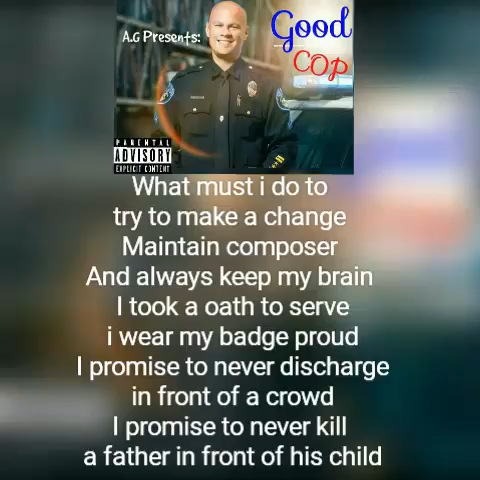 A.G Presents:
Good
Cop
PARENTAL
ADVISORY
EXPLICIT CONTENT
What must i do to
try to make a change
Maintain composer
And always keep my brain
I took a oath to serve
i wear my badge proud
I promise to never discharge
in front of a crowd
I promise to never kill
a father in front of his child